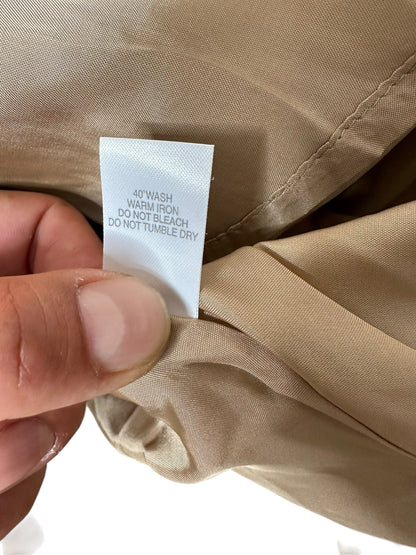 40°WASH
WARM IRON
DO NOT BLEACH
DO NOT TUMBLE DRY